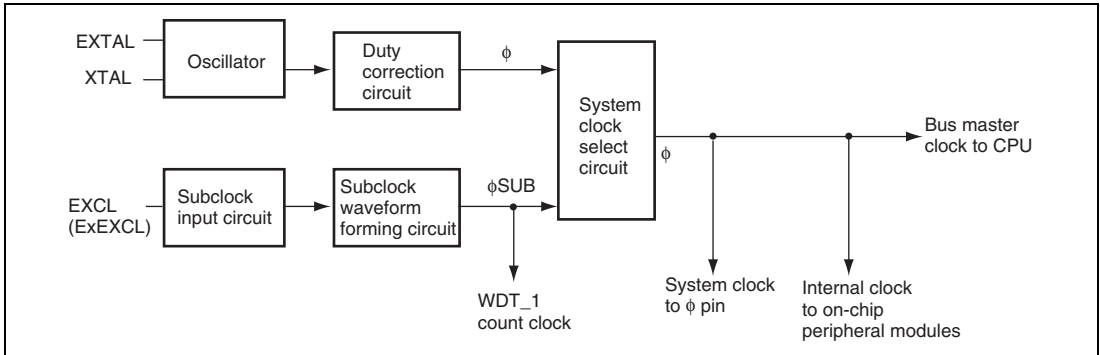 EXTAL
XTAL
Oscillator
Duty
correction
circuit
ϕ
System
clock
select
circuit
ϕ
Bus master
clock to CPU
EXCL
(ExEXCL)
Subclock
input circuit
Subclock
waveform
forming circuit
ϕSUB
WDT_1
count clock
System clock
to ϕ pin
Internal clock
to on-chip
peripheral modules